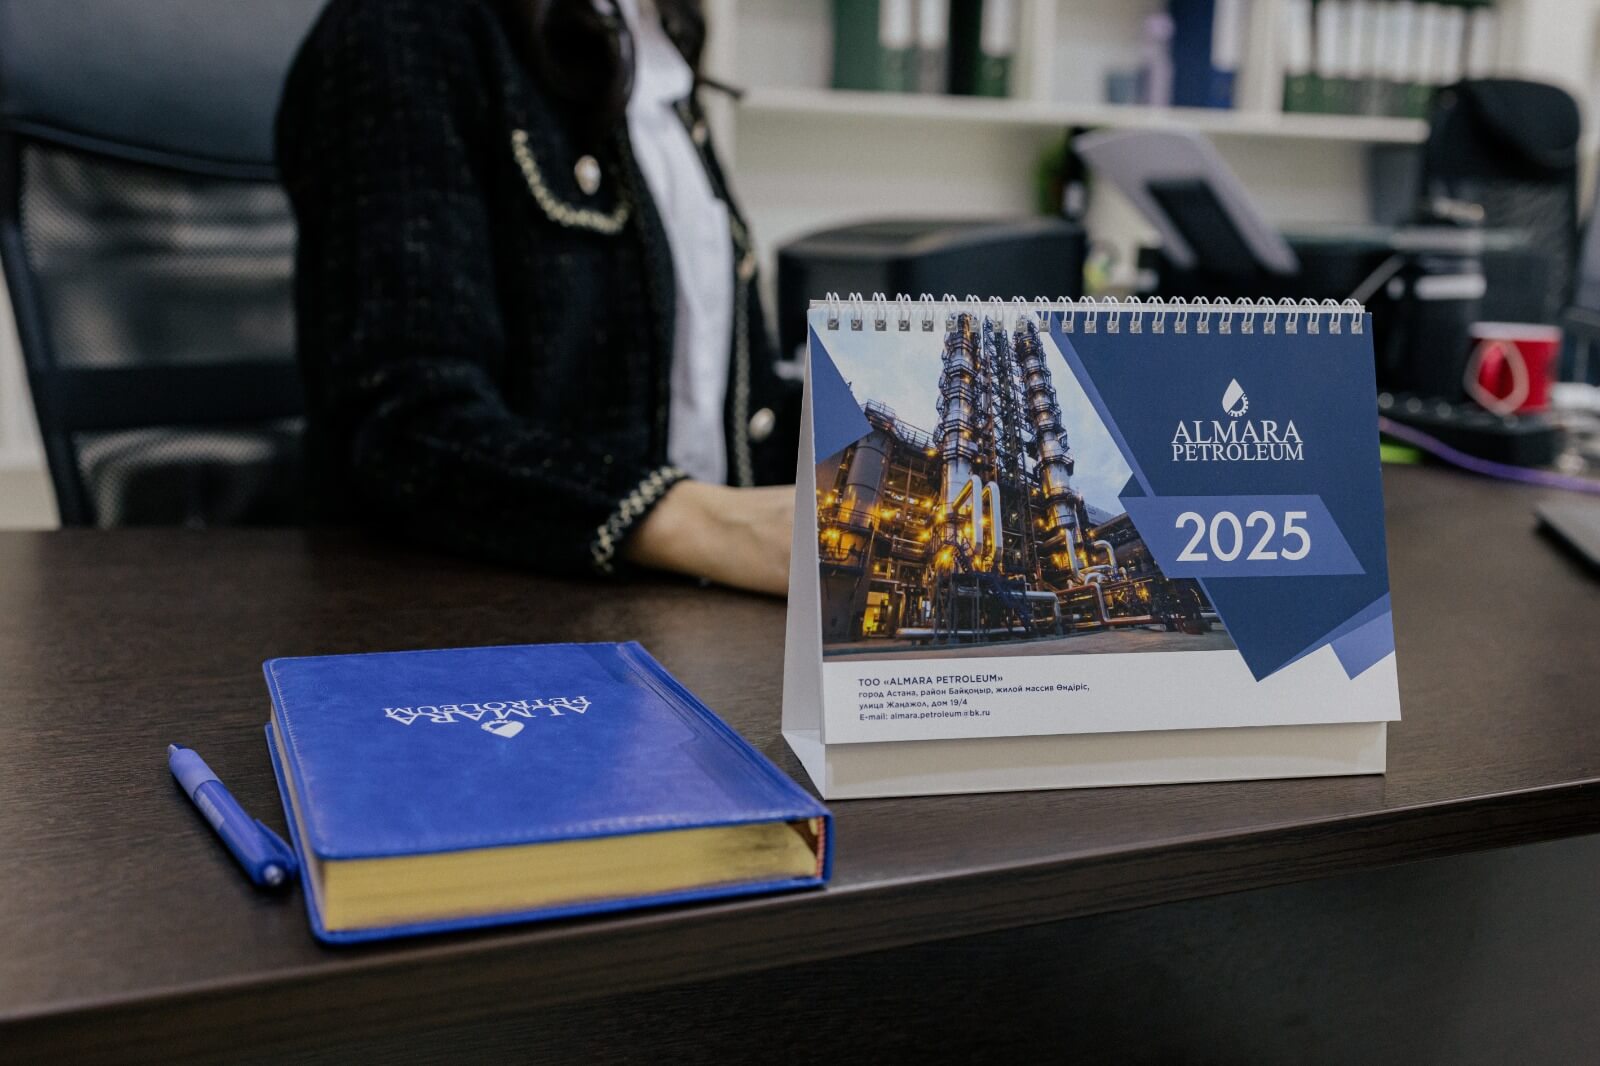 ALMARA
PETROLEUM
2025
ТОО «ALMARA PETROLEUM»
город Астана, район Байқоңыр, жилой массив Өндіріс,
улица Жаңажол, дом 19/4
E-mail: almara.petroleum@bk.ru
ALMARA
PETROLEUM